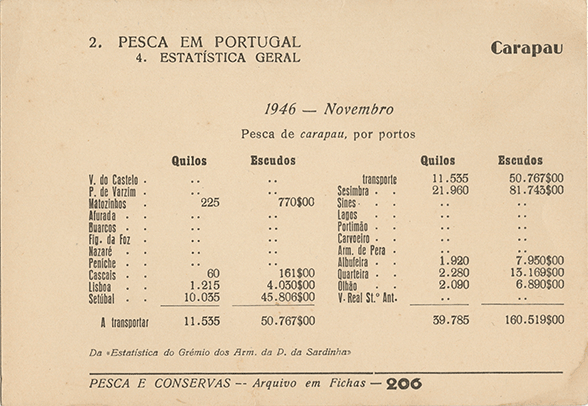 2. PESCA EM PORTUGAL
4. ESTATÍSTICA GERAL
Carapau
1946 — Novembro
Pesca de carapau, por portos
Quilos Escudos
V. do Castelo . .. ..
P. de Varzim . .. ..
Matozinhos . 225 770$00
Afurada . . .. ..
Buarcos . . .. ..
Fig. da Foz . .. ..
Nazaré . . .. ..
Peniche . . .. ..
Cascais . . 60 161$00
Lisboa . . 1.215 4.030$00
Setúbal . . 10.035 45.806$00
A transportar 11.535 50.767$00
Quilos Escudos
transporte 11.535 50.767$00
Sesimbra . . 21.960 81.743$00
Sines . . .. ..
Lagos . . .. ..
Portimão . . .. ..
Carvoeiro . . .. ..
Arm. de Pera . .. ..
Albufeira . . 1.920 7.950$00
Quarteira . . 2.280 13.169$00
Olhão . . 2.090 6.890$00
V. Real St.º Ant. .. ..
39.785 160.519$00
Da «Estatística do Grémio dos Arm. da P. da Sardinha»
PESCA E CONSERVAS -- Arquivo em Fichas — 206